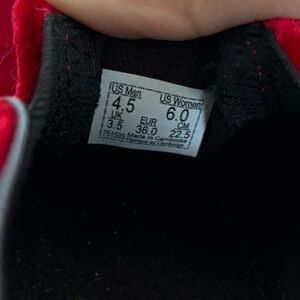 US Men US Women
4.5 6.0
UK EUR CM
3.5 36.0 22.5
751505 Made in Cambodia
Fabriqué au Cambodge